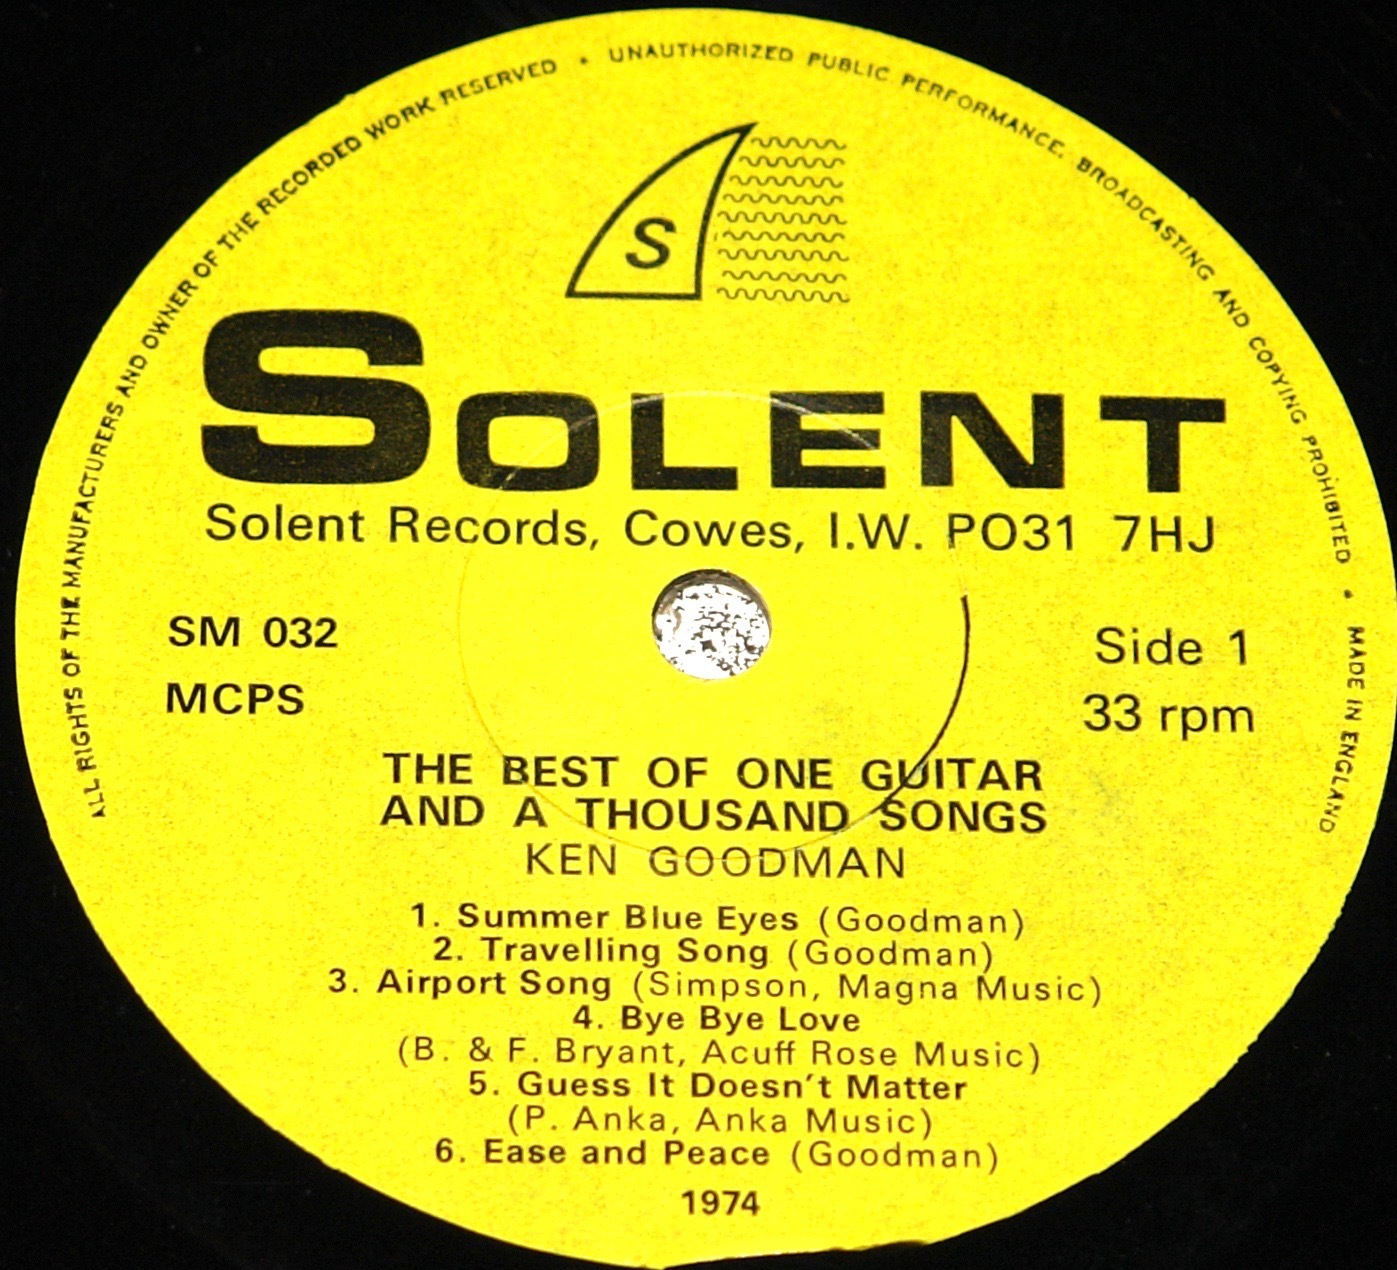 ALL RIGHTS OF THE MANUFACTURERS AND OWNER OF THE RECORDED WORK RESERVED • UNAUTHORIZED PUBLIC PERFORMANCE, BROADCASTING AND COPYING PROHIBITED • MADE IN ENGLAND
S
SOLENT
Solent Records, Cowes, I.W. PO31 7HJ
SM 032
MCPS
Side 1
33 rpm
THE BEST OF ONE GUITAR
AND A THOUSAND SONGS
KEN GOODMAN
1. Summer Blue Eyes (Goodman)
2. Travelling Song (Goodman)
3. Airport Song (Simpson, Magna Music)
4. Bye Bye Love
(B. & F. Bryant, Acuff Rose Music)
5. Guess It Doesn't Matter
(P. Anka, Anka Music)
6. Ease and Peace (Goodman)
1974